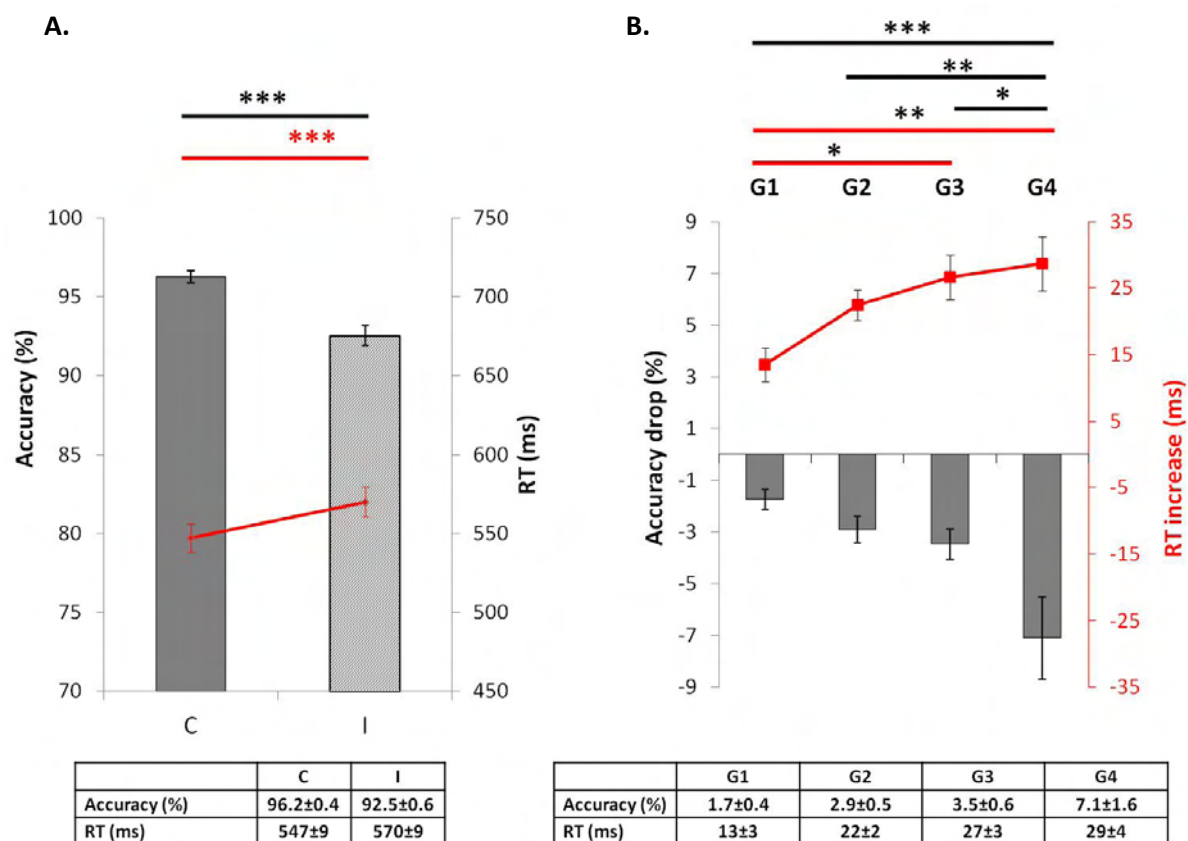 A.
***
***
100
95
90
85
80
75
70
Accuracy (%)
750
700
650
600
550
500
450
RT (ms)
C I
C I
Accuracy (%) 96.2±0.4 92.5±0.6
RT (ms) 547±9 570±9
B.
***
**
*
**
*
G1 G2 G3 G4
9
7
5
3
1
-1
-3
-5
-7
-9
Accuracy drop (%)
35
25
15
5
-5
-15
-25
-35
RT increase (ms)
G1 G2 G3 G4
Accuracy (%) 1.7±0.4 2.9±0.5 3.5±0.6 7.1±1.6
RT (ms) 13±3 22±2 27±3 29±4